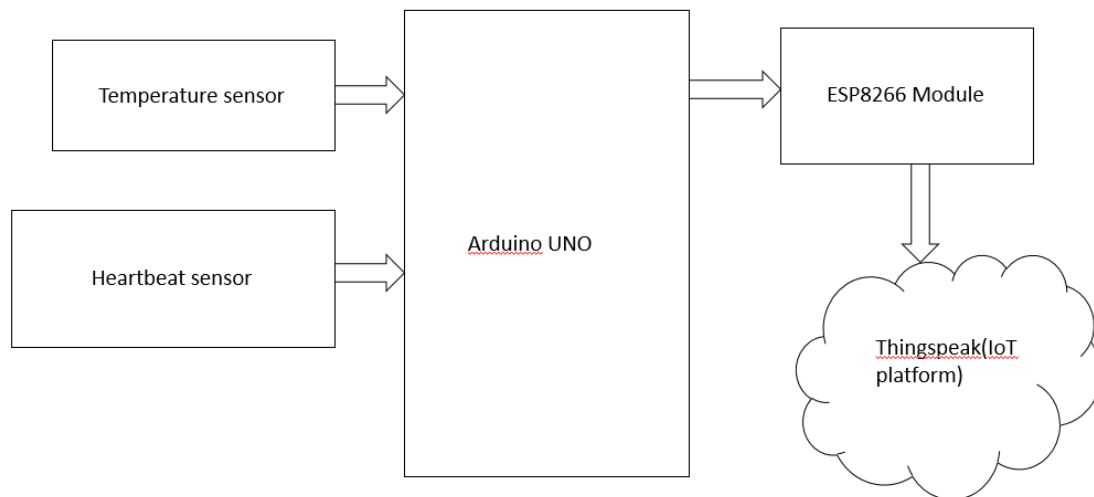 Temperature sensor
ESP8266 Module
Arduino UNO
Heartbeat sensor
Thingspeak(IoT
platform)